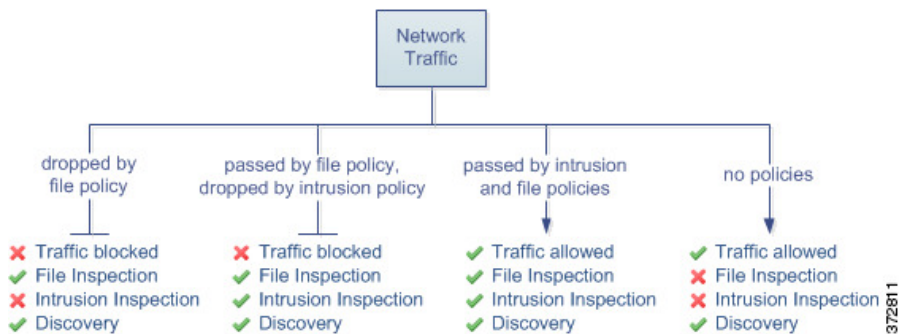 Network
Traffic
dropped by
file policy
passed by file policy,
dropped by intrusion policy
passed by intrusion
and file policies
no policies
Traffic blocked
File Inspection
Intrusion Inspection
Discovery
Traffic blocked
File Inspection
Intrusion Inspection
Discovery
Traffic allowed
File Inspection
Intrusion Inspection
Discovery
Traffic allowed
File Inspection
Intrusion Inspection
Discovery
372811